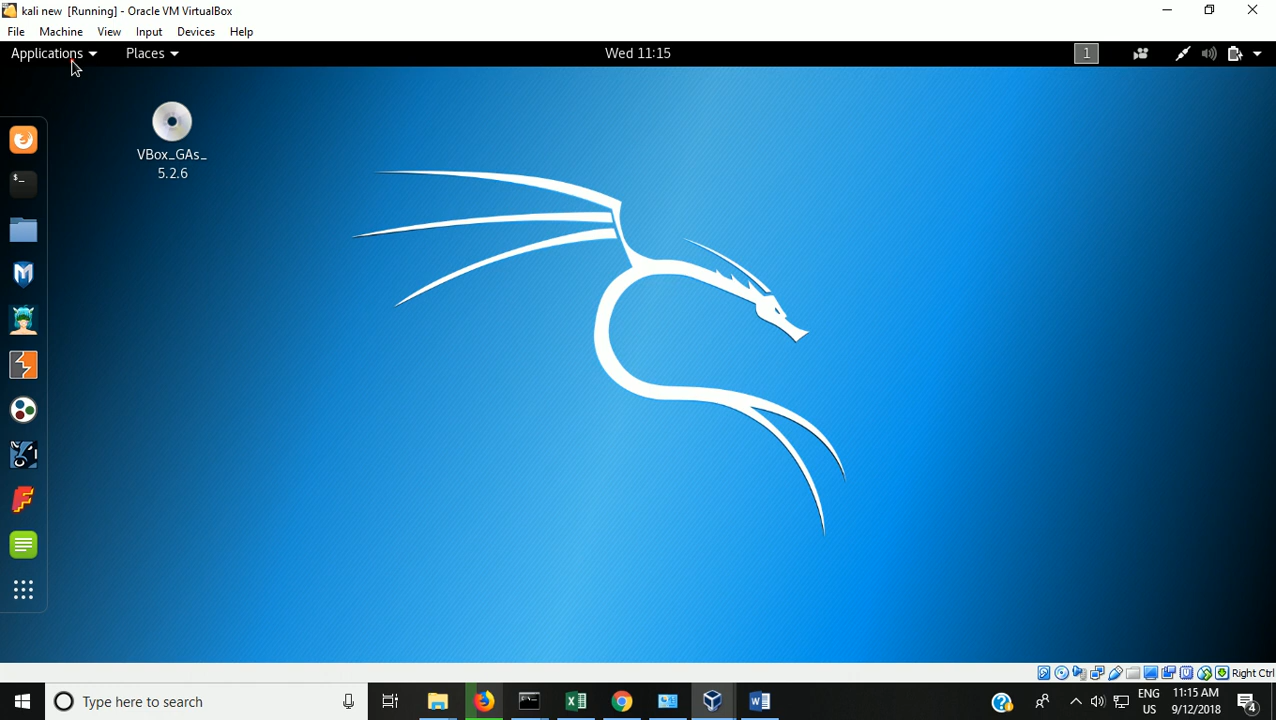 kali new [Running] - Oracle VM VirtualBox
File Machine View Input Devices Help
Applications Places Wed 11:15 1
VBox_GAs_
5.2.6
$_
Right Ctrl
Type here to search
ENG
US
11:15 AM
9/12/2018
4